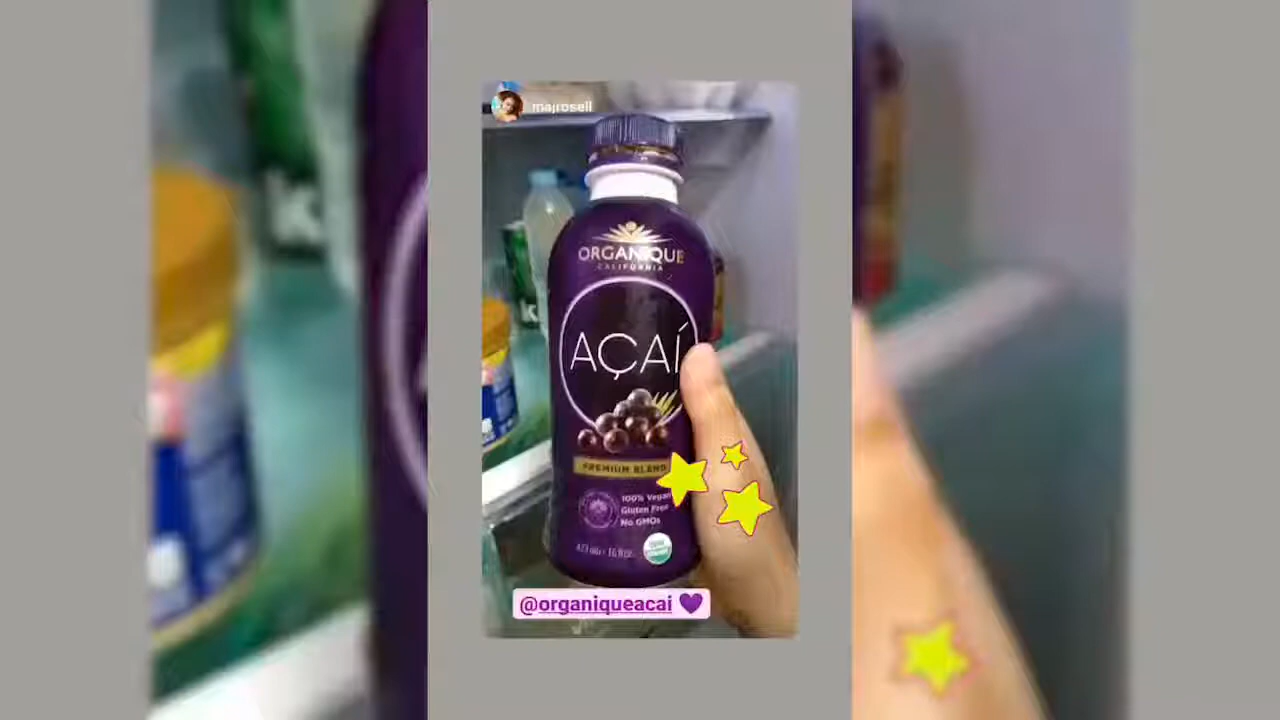 majrosell
ORGANIQUE
CALIFORNIA
AÇAÍ
PREMIUM BLEND
100% Vegan
Gluten Free
No GMOs
@organiqueacai 💜